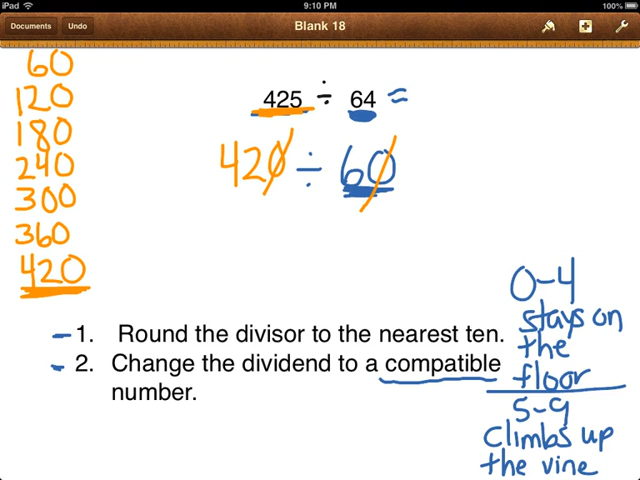 iPad 9:10 PM 100%
Documents Undo Blank 18
60
120
180
240
300
360
420
425 ÷ 64 ≈
420 ÷ 60
1. Round the divisor to the nearest ten.
2. Change the dividend to a compatible
number.
0-4
stays on
the
floor
5-9
climbs up
the vine